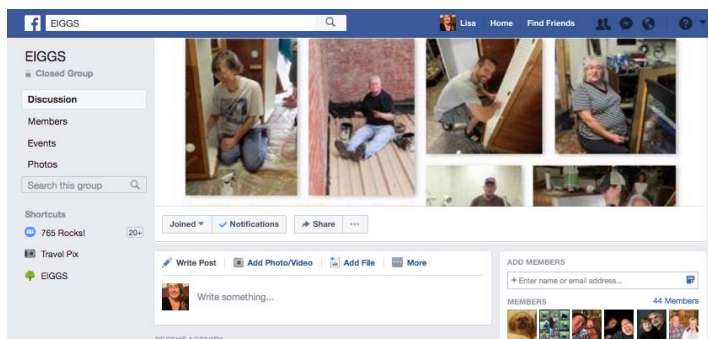 f EIGGS Lisa Home Find Friends ?
EIGGS
Closed Group
Discussion
Members
Events
Photos
Search this group
Shortcuts
765 Rocks! 20+
Travel Pix
EIGGS
Joined Notifications Share ...
Write Post Add Photo/Video Add File More
Write something...
RECENT ACTIVITY
ADD MEMBERS
+ Enter name or email address...
MEMBERS 44 Members